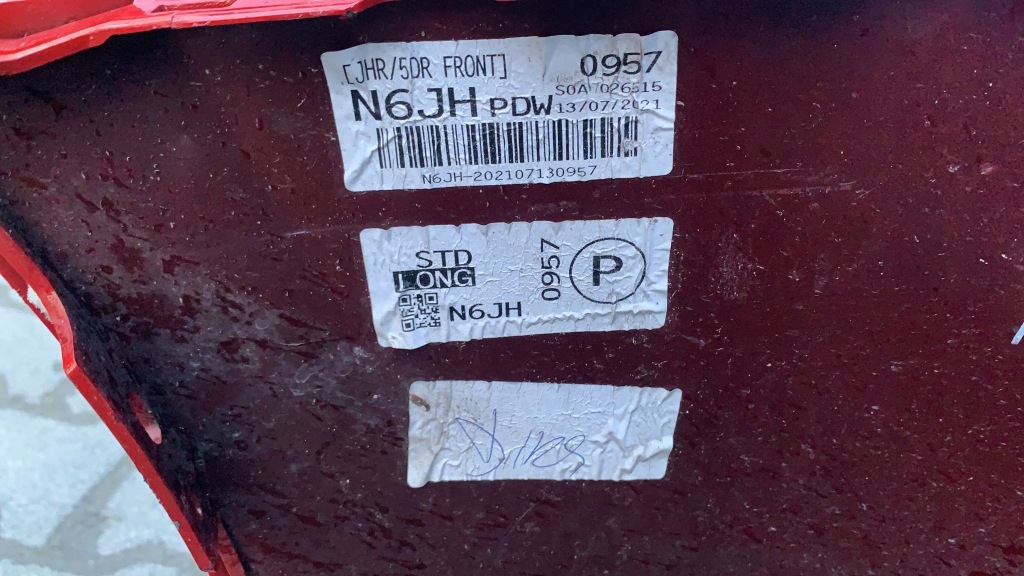 [JHR/5DR FRONT] 0957
S0A 026515
N6JH PDW 13/07/2021
N6JH-202107130957
STD
LONG
0957
P
N6JH